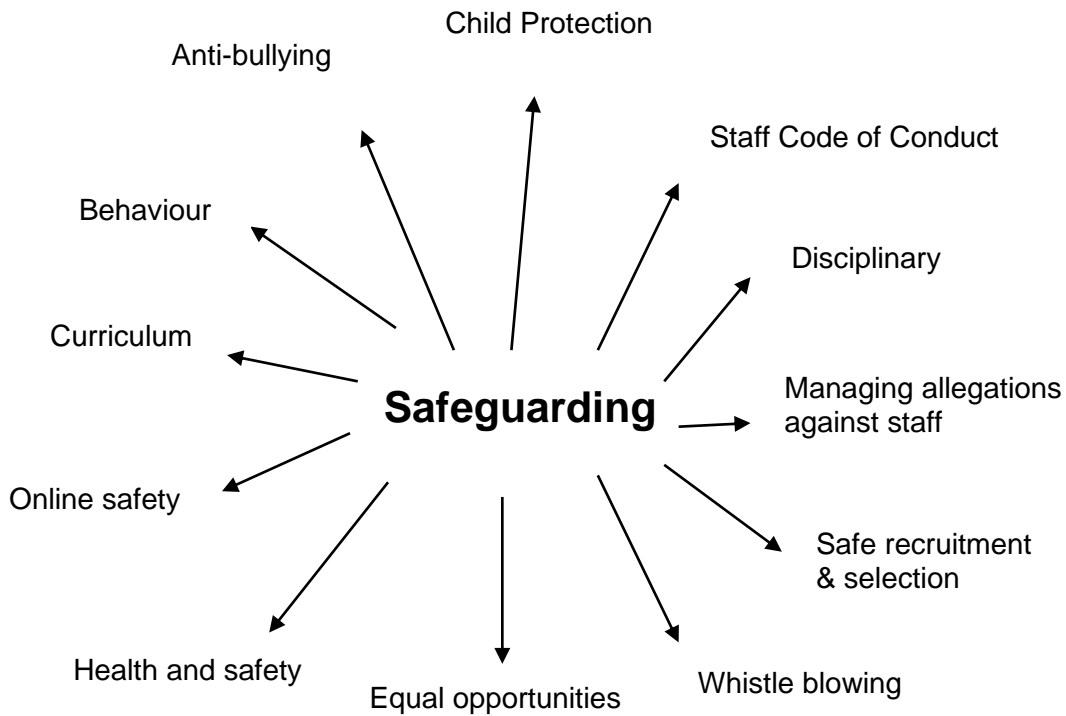 Child Protection
Anti-bullying
Staff Code of Conduct
Behaviour
Disciplinary
Curriculum
Managing allegations
against staff
Safeguarding
Online safety
Safe recruitment
& selection
Health and safety
Equal opportunities
Whistle blowing